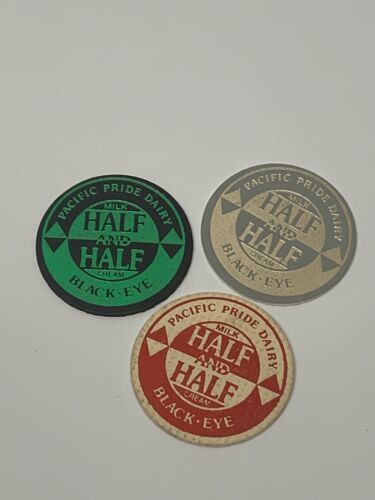 PACIFIC PRIDE DAIRY
MILK
HALF
AND
HALF
CREAM
BLACK • EYE
PACIFIC PRIDE DAIRY
MILK
HALF
AND
HALF
CREAM
BLACK • EYE
PACIFIC PRIDE DAIRY
MILK
HALF
AND
HALF
CREAM
BLACK • EYE